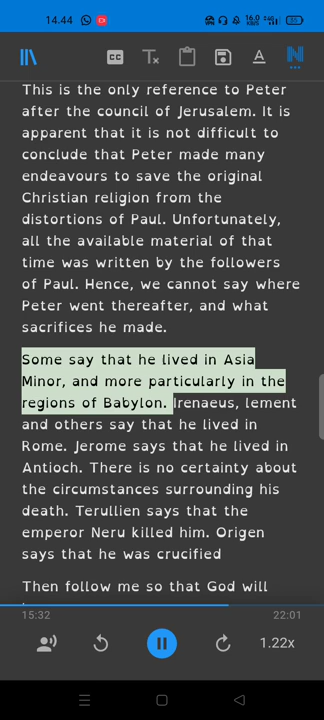 14.44
16.0
CC
A
N
This is the only reference to Peter
after the council of Jerusalem. It is
apparent that it is not difficult to
conclude that Peter made many
endeavours to save the original
Christian religion from the
distortions of Paul. Unfortunately,
all the available material of that
time was written by the followers
of Paul. Hence, we cannot say where
Peter went thereafter, and what
sacrifices he made.
Some say that he lived in Asia
Minor, and more particularly in the
regions of Babylon. Irenaeus, lement
and others say that he lived in
Rome. Jerome says that he lived in
Antioch. There is no certainty about
the circumstances surrounding his
death. Terullien says that the
emperor Neru killed him. Origen
says that he was crucified
Then follow me so that God will
15:32 22:01
1.22x